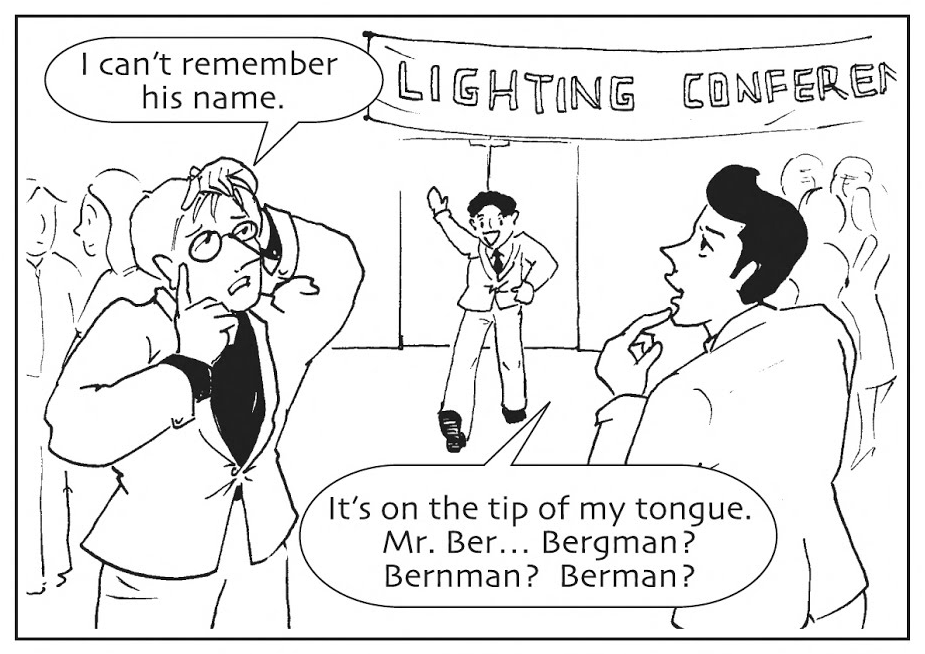 I can't remember
his name.
LIGHTING CONFEREN
It's on the tip of my tongue.
Mr. Ber... Bergman?
Bernman? Berman?